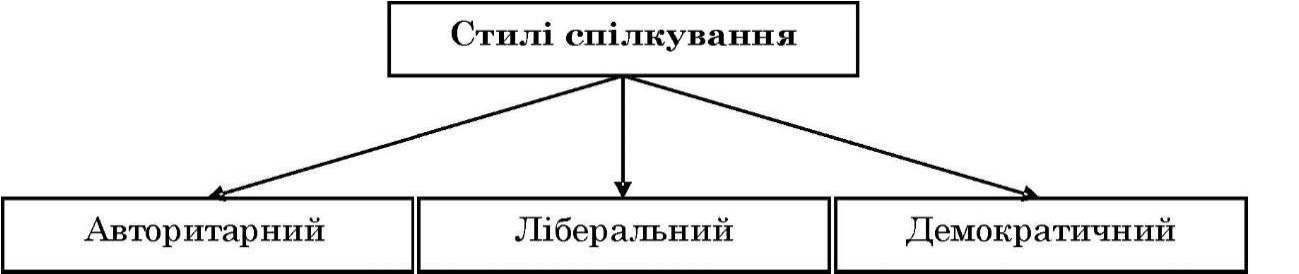 Стилі спілкування
Авторитарний
Ліберальний
Демократичний